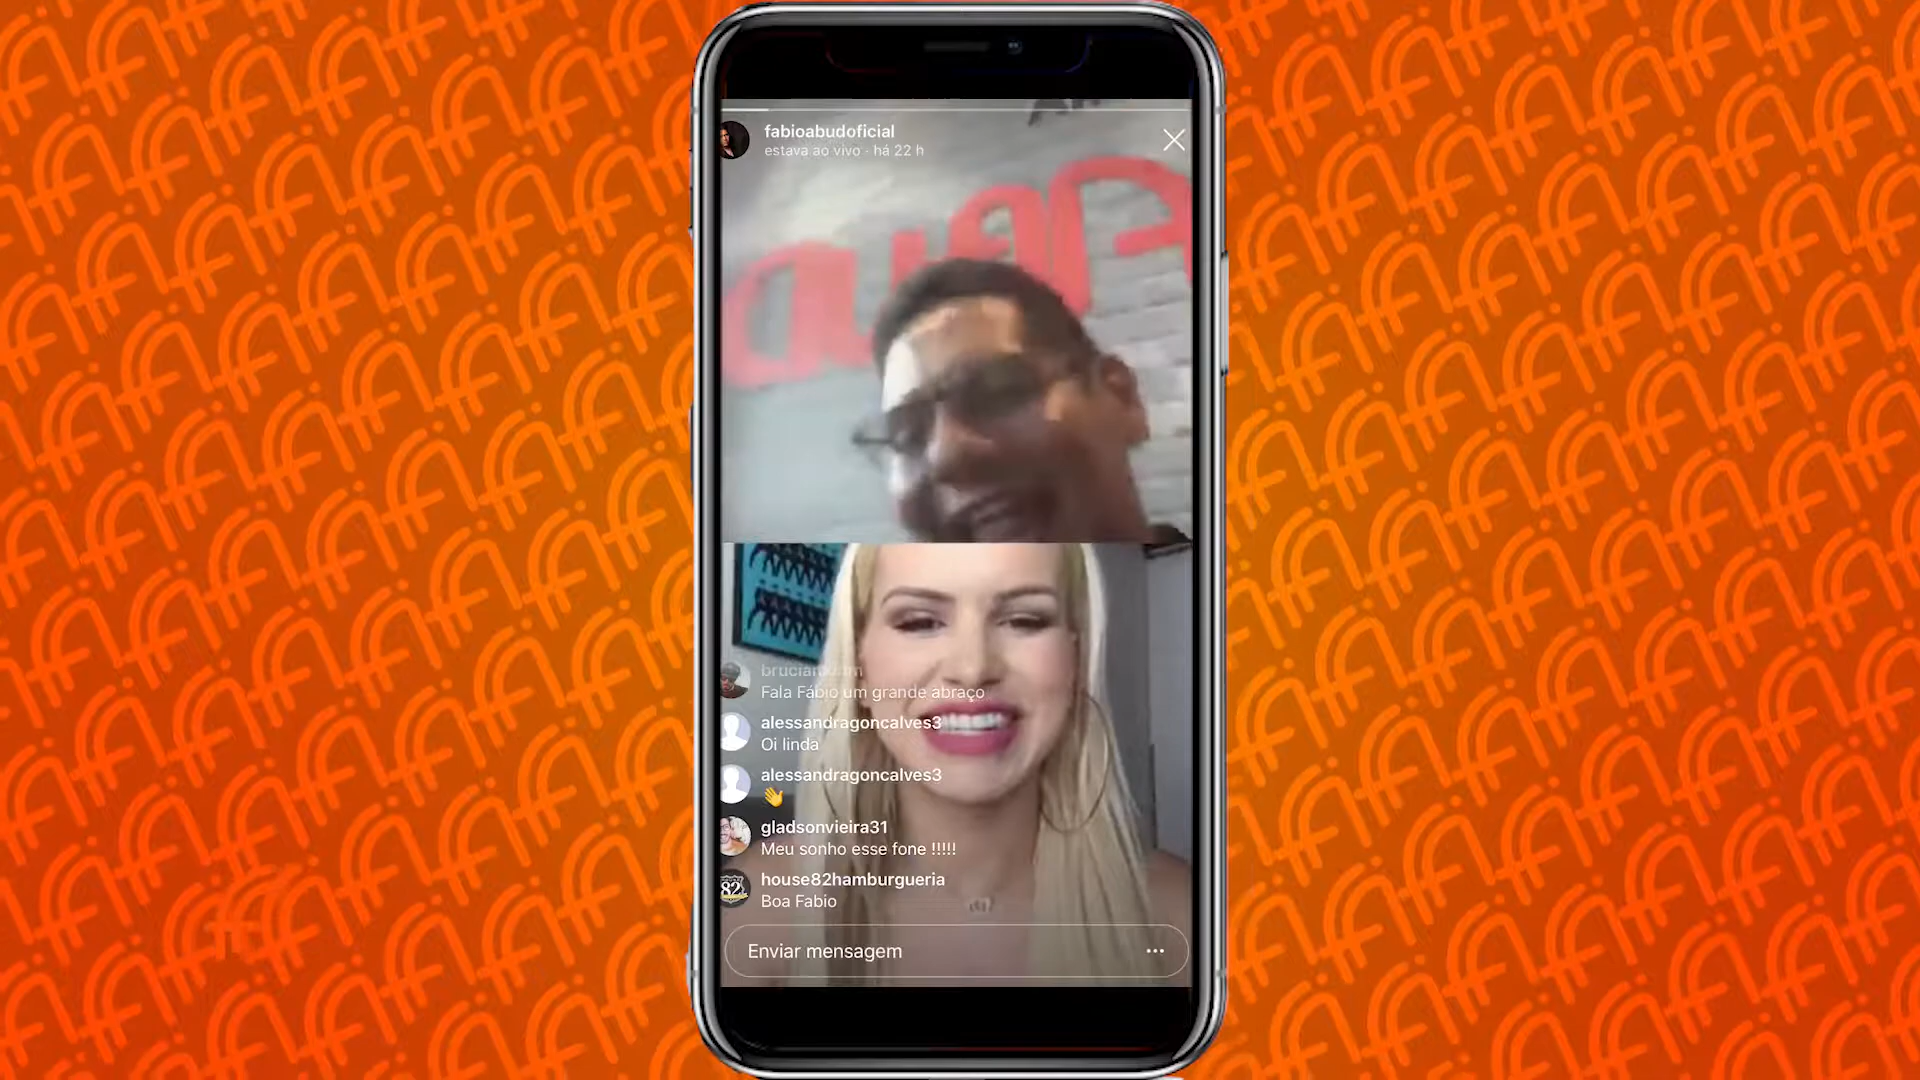 fabioabudoficial
estava ao vivo · há 22 h
Fala Fábio um grande abraço
alessandragoncalves3
Oi linda
alessandragoncalves3
👋
gladsonvieira31
Meu sonho esse fone !!!!!
82
house82hamburgueria
Boa Fabio
Enviar mensagem